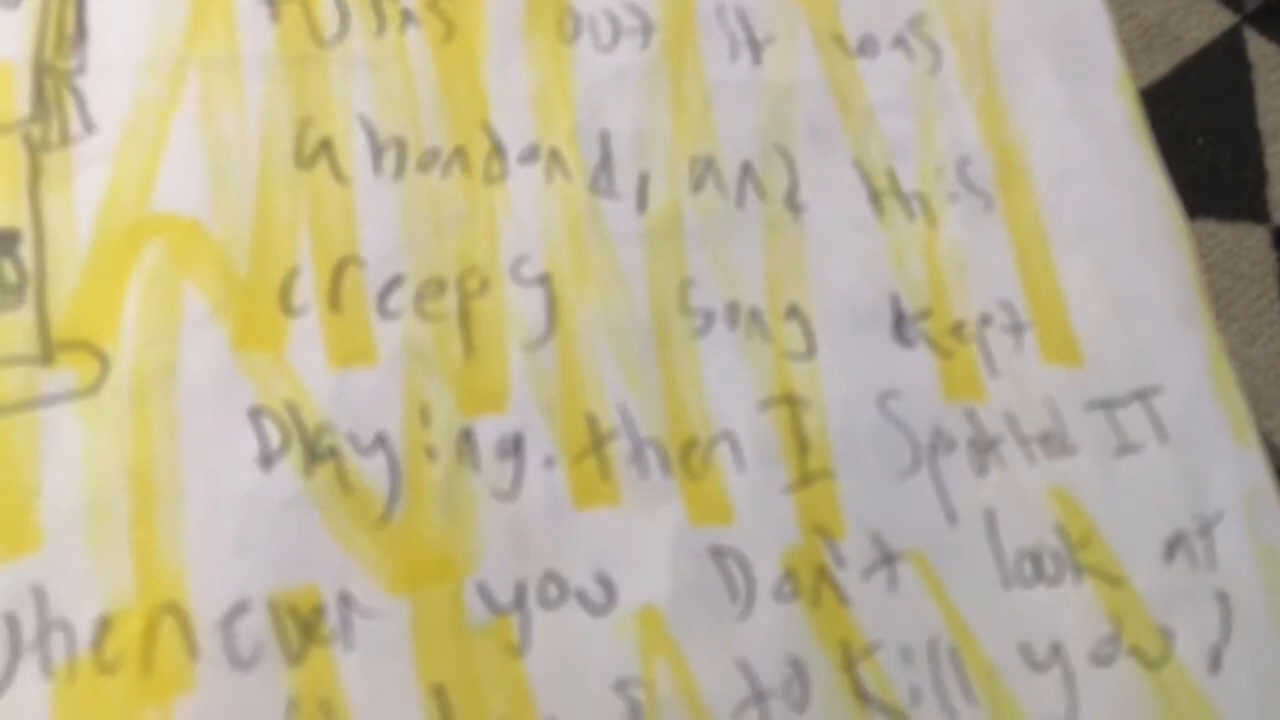 out it was
abondond, and this
creepy song kept
Playing. then I Spotted IT
whenever you Don't look at
to kill you!